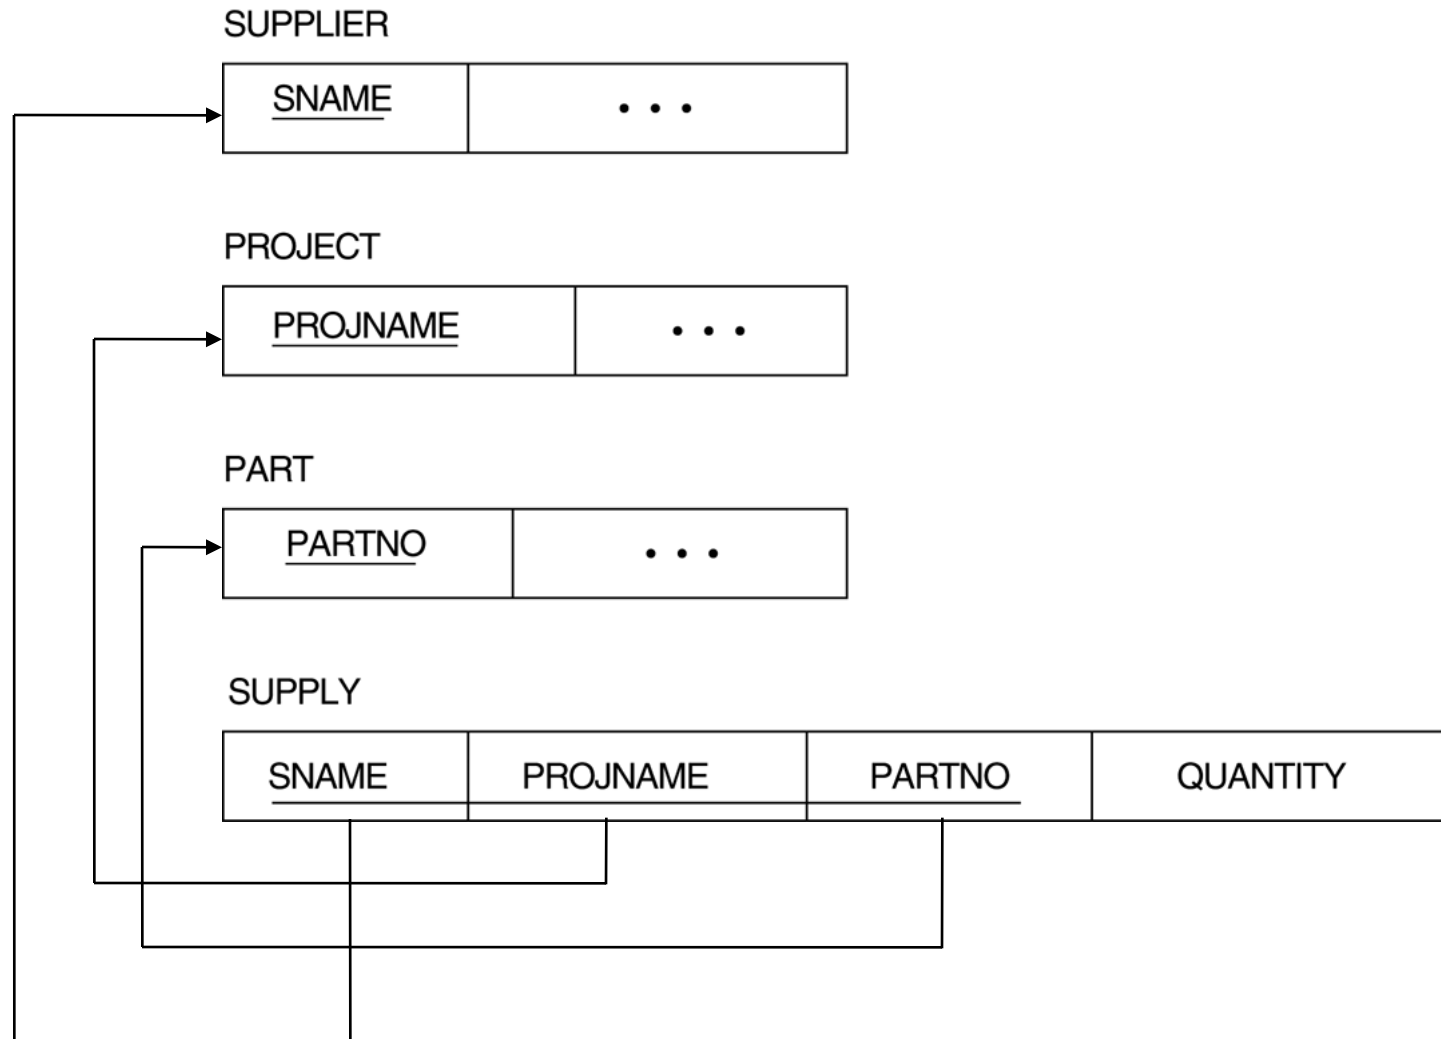 SUPPLIER
SNAME • • •
PROJECT
PROJNAME • • •
PART
PARTNO • • •
SUPPLY
SNAME PROJNAME PARTNO QUANTITY